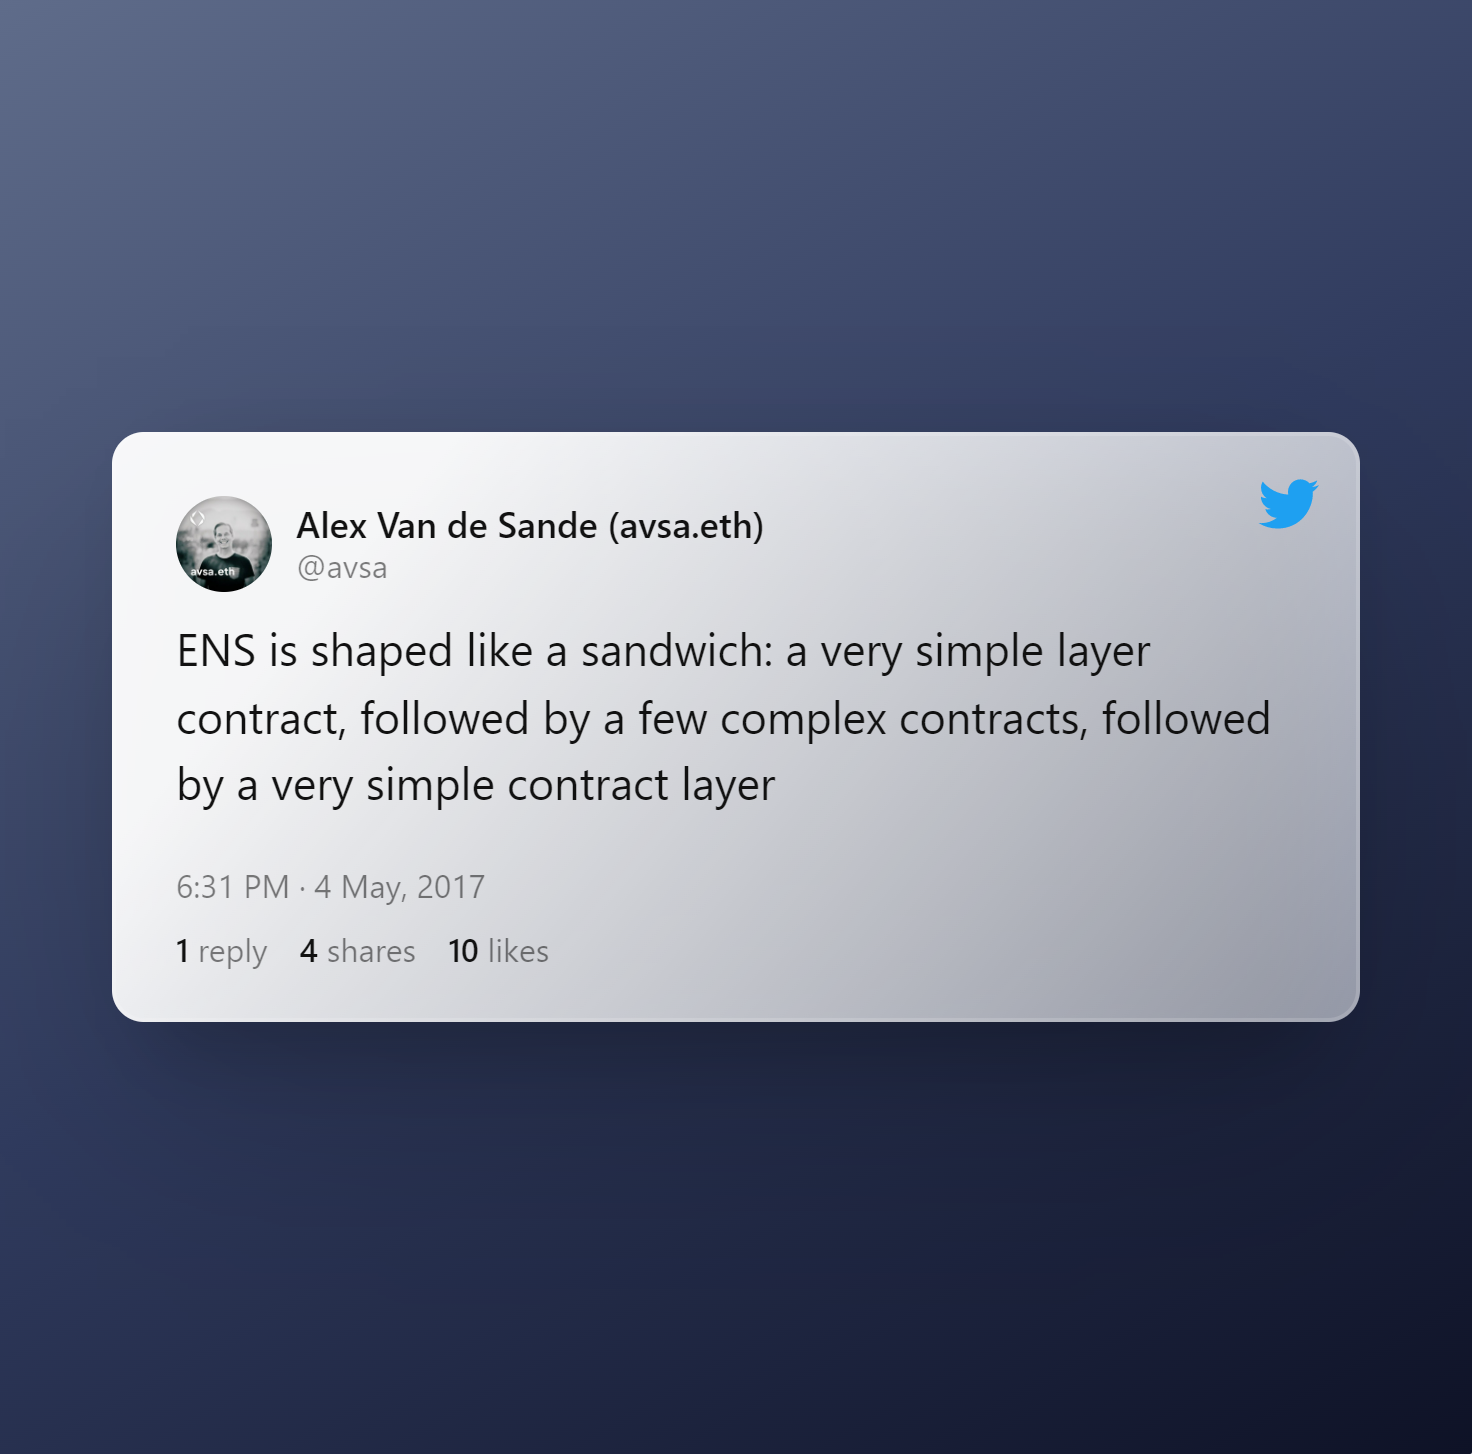 avsa.eth
Alex Van de Sande (avsa.eth)
@avsa
ENS is shaped like a sandwich: a very simple layer
contract, followed by a few complex contracts, followed
by a very simple contract layer
6:31 PM · 4 May, 2017
1 reply 4 shares 10 likes